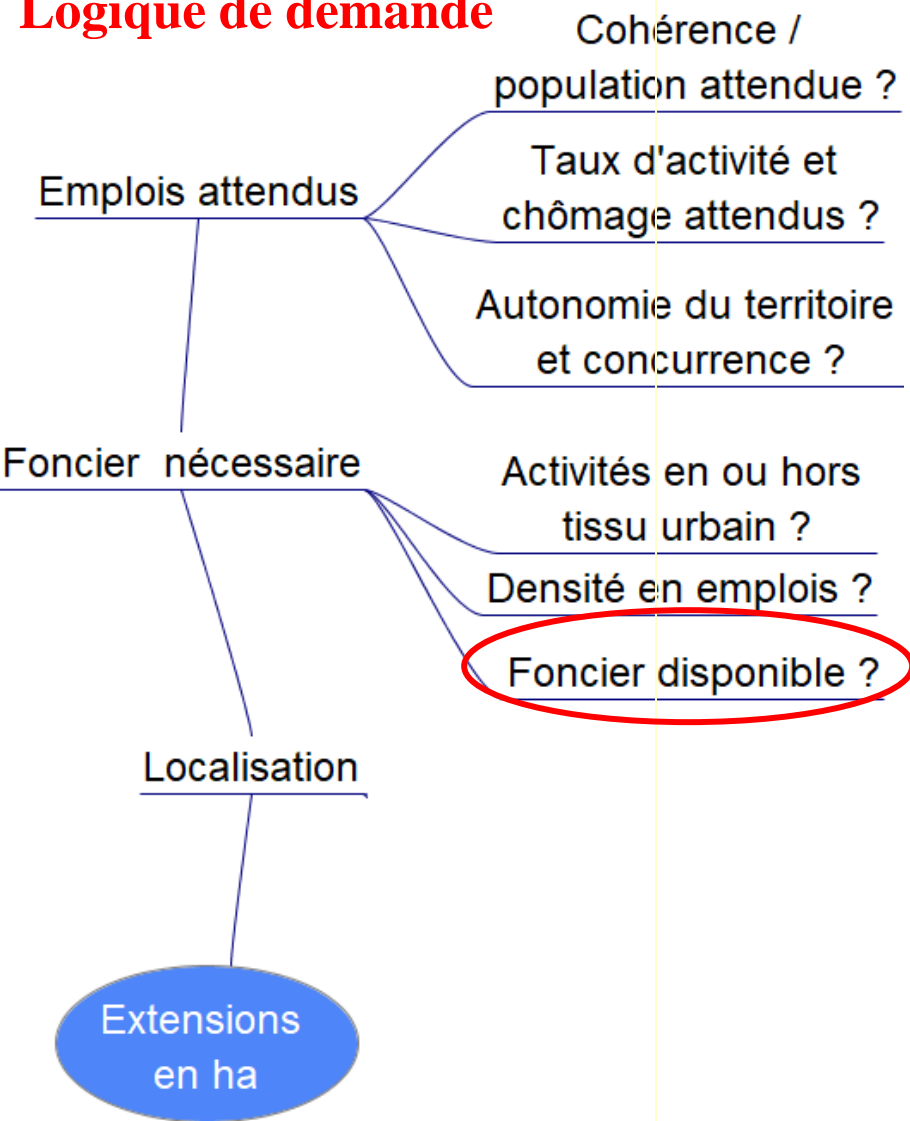 Logique de demande
Cohérence /
population attendue ?
Emplois attendus
Taux d'activité et
chômage attendus ?
Autonomie du territoire
et concurrence ?
Foncier nécessaire
Activités en ou hors
tissu urbain ?
Densité en emplois ?
Foncier disponible ?
Localisation
Extensions
en ha